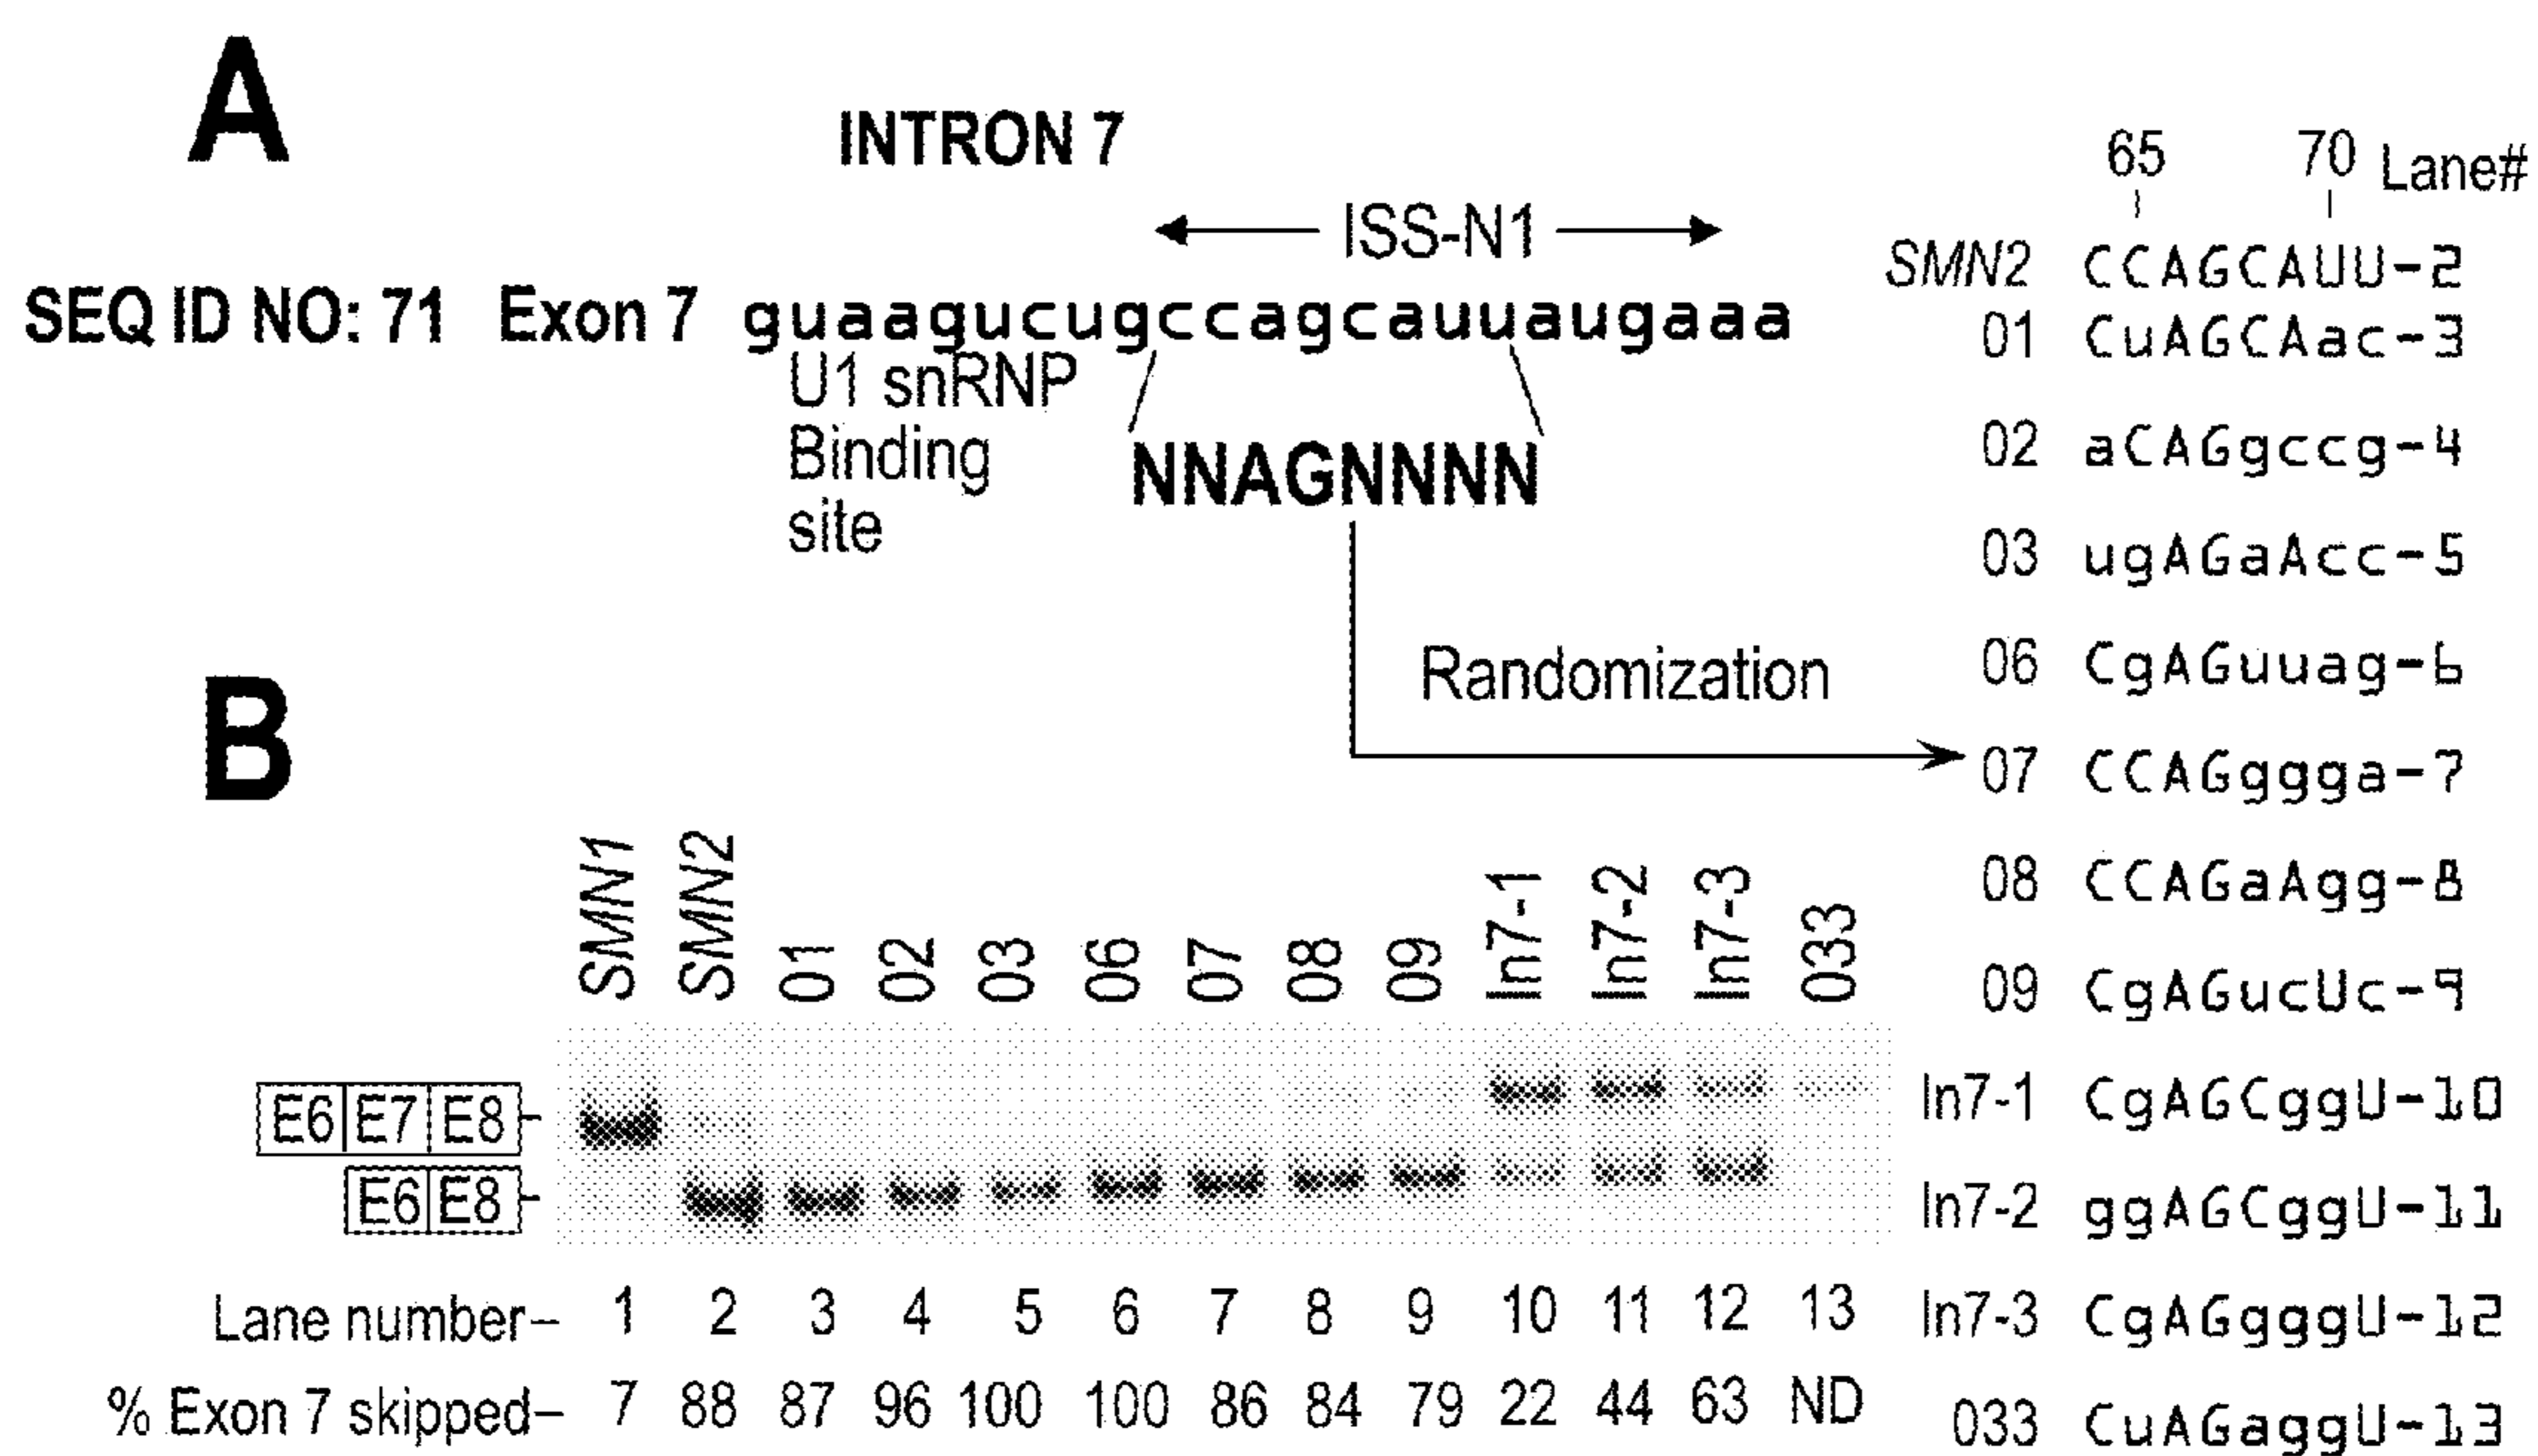 A
INTRON 7
ISS-N1
SEQ ID NO: 71 Exon 7 guaagucugccagcauuaugaaa
U1 snRNP
Binding
site
NNAGNNNN
Randomization
65 70 Lane#
SMN2 CCAGCAUU-2
01 CuAGCAac-3
02 aCAGgccg-4
03 ugAGaAcc-5
06 CgAGuuag-6
07 CCAGggga-7
08 CCAGaAgg-8
09 CgAGucUc-9
In7-1 CgAGCggU-10
In7-2 ggAGCggU-11
In7-3 CgAGgggU-12
033 CuAGaggU-13
B
SMN1 SMN2 01 02 03 06 07 08 09 In7-1 In7-2 In7-3 033
E6 E7 E8
E6 E8
Lane number– 1 2 3 4 5 6 7 8 9 10 11 12 13
% Exon 7 skipped– 7 88 87 96 100 100 86 84 79 22 44 63 ND